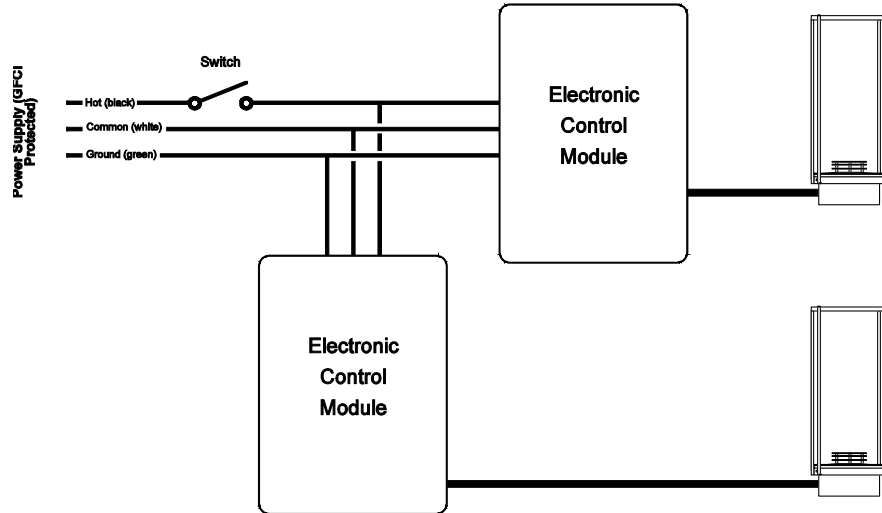 Power Supply (GFCI
Protected)
Switch
Hot (black)
Common (white)
Ground (green)
Electronic
Control
Module
Electronic
Control
Module